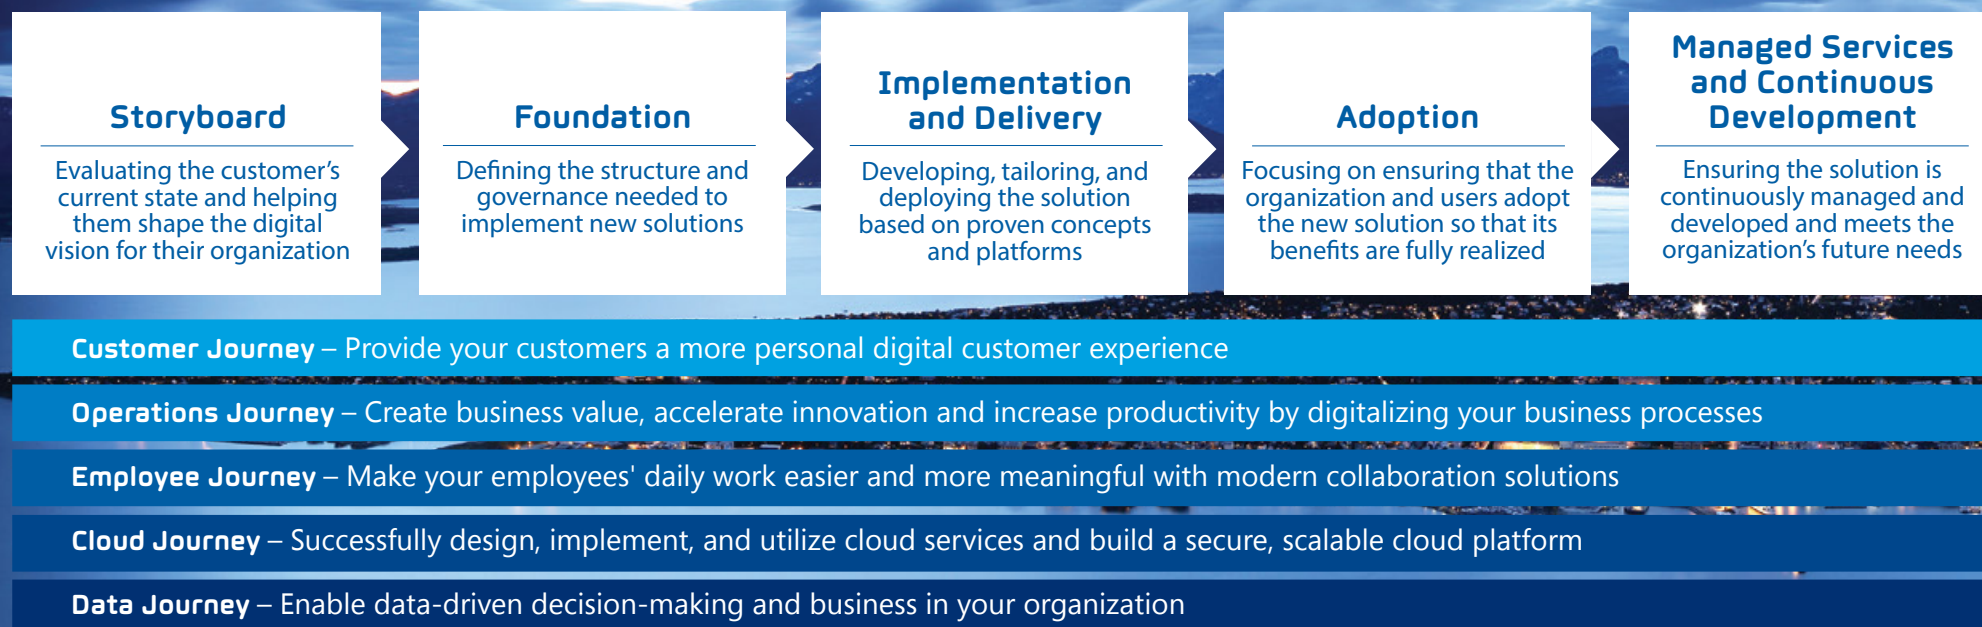 Storyboard
Evaluating the customer’s
current state and helping
them shape the digital
vision for their organization
Foundation
Defining the structure and
governance needed to
implement new solutions
Implementation
and Delivery
Developing, tailoring, and
deploying the solution
based on proven concepts
and platforms
Adoption
Focusing on ensuring that the
organization and users adopt
the new solution so that its
benefits are fully realized
Managed Services
and Continuous
Development
Ensuring the solution is
continuously managed and
developed and meets the
organization’s future needs
Customer Journey – Provide your customers a more personal digital customer experience
Operations Journey – Create business value, accelerate innovation and increase productivity by digitalizing your business processes
Employee Journey – Make your employees' daily work easier and more meaningful with modern collaboration solutions
Cloud Journey – Successfully design, implement, and utilize cloud services and build a secure, scalable cloud platform
Data Journey – Enable data-driven decision-making and business in your organization